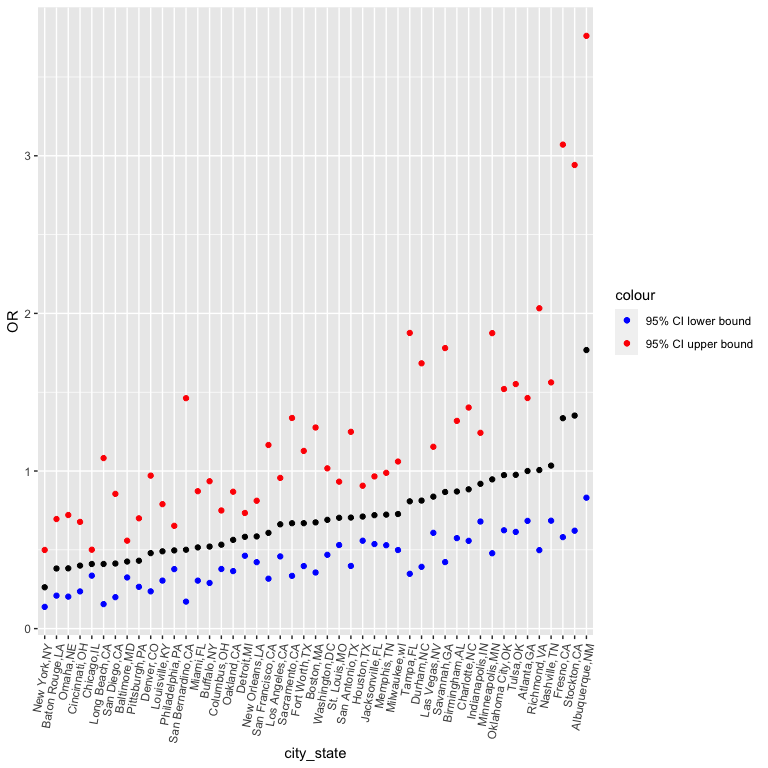 OR
3
2
1
0
New York,NY
Baton Rouge,LA
Omaha,NE
Cincinnati,OH
Chicago,IL
Long Beach,CA
San Diego,CA
Baltimore,MD
Pittsburgh,PA
Denver,CO
Louisville,KY
Philadelphia,PA
San Bernardino,CA
Miami,FL
Buffalo,NY
Columbus,OH
Oakland,CA
Detroit,MI
New Orleans,LA
San Francisco,CA
Los Angeles,CA
Sacramento,CA
Fort Worth,TX
Boston,MA
Washington,DC
St. Louis,MO
San Antonio,TX
Houston,TX
Jacksonville,FL
Memphis,TN
Milwaukee,wI
Tampa,FL
Durham,NC
Las Vegas,NV
Savannah,GA
Birmingham,AL
Charlotte,NC
Indianapolis,IN
Minneapolis,MN
Oklahoma City,OK
Tulsa,OK
Atlanta,GA
Richmond,VA
Nashville,TN
Fresno,CA
Stockton,CA
Albuquerque,NM
city_state
colour
95% CI lower bound
95% CI upper bound